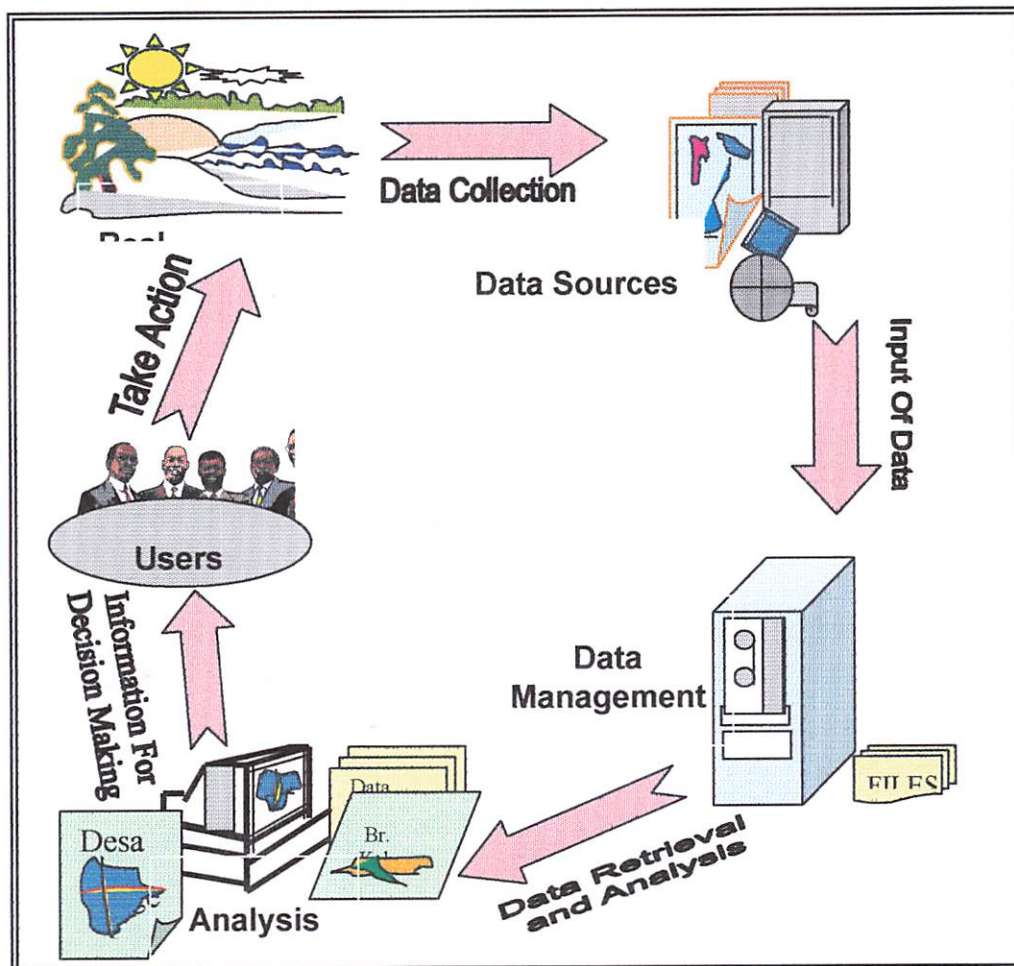 Data Collection
Data Sources
Take Action
Input Of Data
Users
Information For
Decision Making
Data
Management
FILES
Data Retrieval
and Analysis
Data
Br.
Desa
Analysis